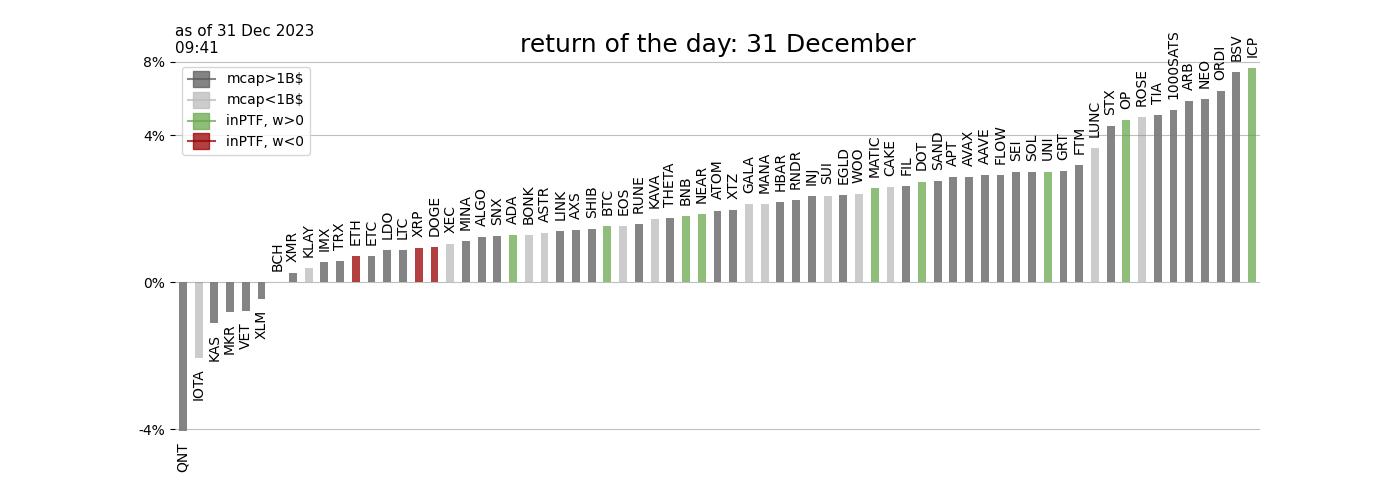 as of 31 Dec 2023
09:41
return of the day: 31 December
8%
4%
0%
-4%
mcap>1B$
mcap<1B$
inPTF, w>0
inPTF, w<0
QNT
IOTA
KAS
MKR
VET
XLM
BCH
XMR
KLAY
IMX
TRX
ETH
ETC
LDO
LTC
XRP
DOGE
XEC
MINA
ALGO
SNX
ADA
BONK
ASTR
LINK
AXS
SHIB
BTC
EOS
RUNE
KAVA
THETA
BNB
NEAR
ATOM
XTZ
GALA
MANA
HBAR
RNDR
INJ
SUI
EGLD
WOO
MATIC
CAKE
FIL
DOT
SAND
APT
AVAX
AAVE
FLOW
SEI
SOL
UNI
GRT
FTM
LUNC
STX
OP
ROSE
TIA
1000SATS
ARB
NEO
ORDI
BSV
ICP